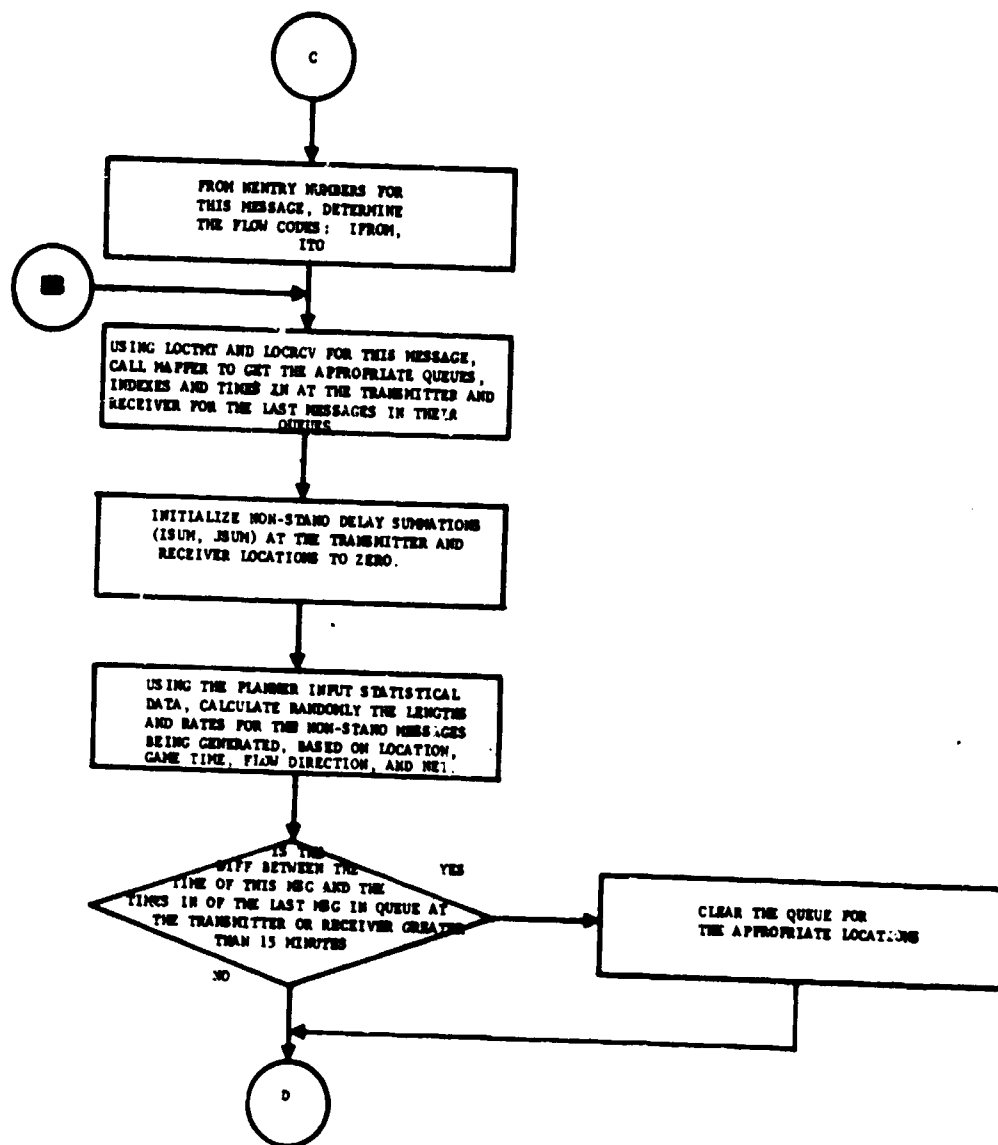 C
FROM NENTRY NUMBERS FOR
THIS MESSAGE, DETERMINE
THE FLOW CODES: IFROM,
ITO
USING LOCTMT AND LOCRCV FOR THIS MESSAGE,
CALL MAPPER TO GET THE APPROPRIATE QUEUES,
INDEXES AND TIMES IN AT THE TRANSMITTER AND
RECEIVER FOR THE LAST MESSAGES IN THEIR
QUEUES
INITIALIZE NON-STANO DELAY SUMMATIONS
(ISUM, JSUM) AT THE TRANSMITTER AND
RECEIVER LOCATIONS TO ZERO.
USING THE PLANNER INPUT STATISTICAL
DATA, CALCULATE RANDOMLY THE LENGTHS
AND RATES FOR THE NON-STANO MESSAGES
BEING GENERATED, BASED ON LOCATION,
GAME TIME, FLOW DIRECTION, AND NET.
IS THE
DIFF BETWEEN THE
TIME OF THIS MSG AND THE
TIMES IN OF THE LAST MSG IN QUEUE AT
THE TRANSMITTER OR RECEIVER GREATER
THAN 15 MINUTES
YES
NO
CLEAR THE QUEUE FOR
THE APPROPRIATE LOCATIONS
D